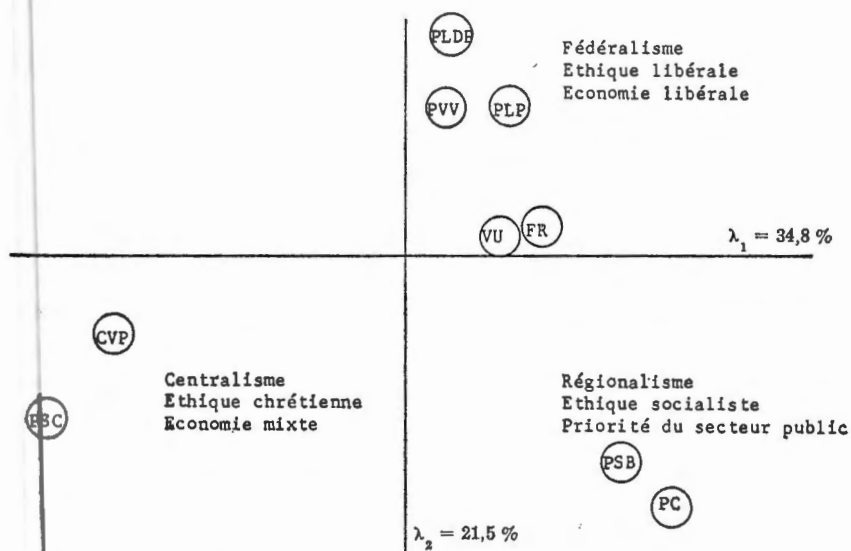 PLDP
Fédéralisme
Ethique libérale
Economie libérale
PVV
PLP
VU
FR
λ₁ = 34,8 %
CVP
Centralisme
Ethique chrétienne
Economie mixte
PSC
Régionalisme
Ethique socialiste
Priorité du secteur public
PSB
PC
λ₂ = 21,5 %